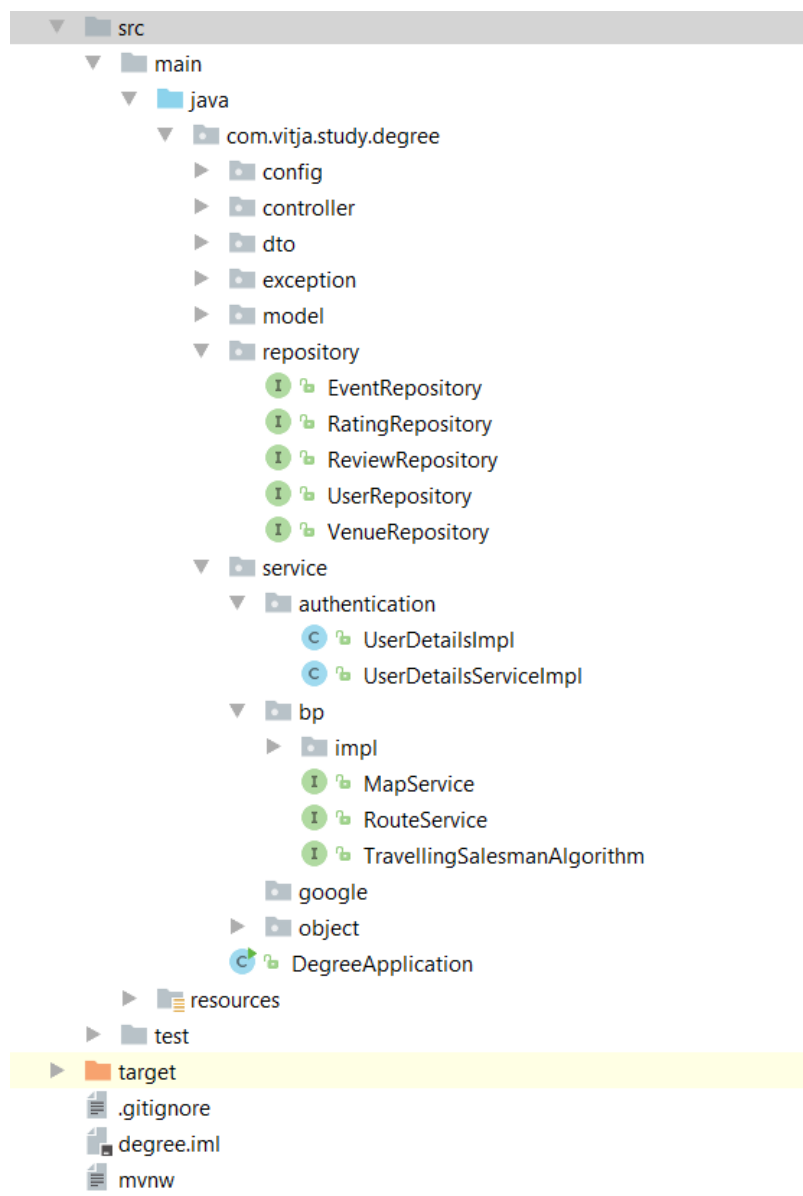 src
main
java
com.vitja.study.degree
config
controller
dto
exception
model
repository
I EventRepository
I RatingRepository
I ReviewRepository
I UserRepository
I VenueRepository
service
authentication
C UserDetailsImpl
C UserDetailsServiceImpl
bp
impl
I MapService
I RouteService
I TravellingSalesmanAlgorithm
google
object
C DegreeApplication
resources
test
target
.gitignore
degree.iml
mvnw